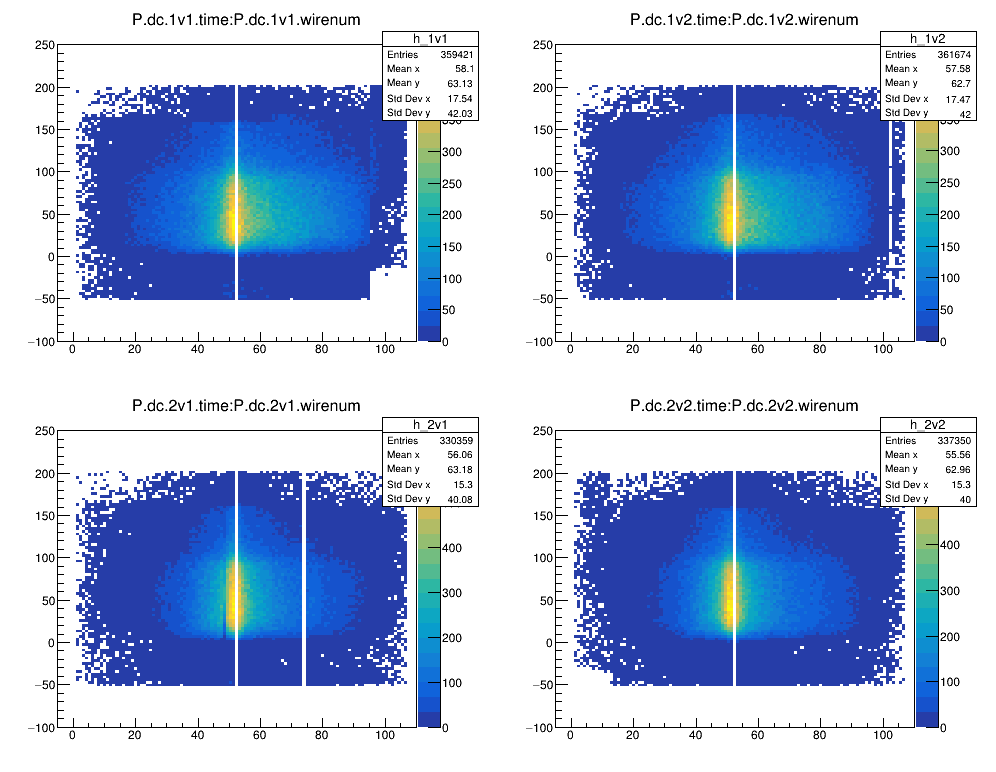 P.dc.1v1.time:P.dc.1v1.wirenum
h_1v1
Entries 359421
Mean x 58.1
Mean y 63.13
Std Dev x 17.54
Std Dev y 42.03
250
200
150
100
50
0
−50
−100
0 20 40 60 80 100
300
250
200
150
100
50
0
P.dc.1v2.time:P.dc.1v2.wirenum
h_1v2
Entries 361674
Mean x 57.58
Mean y 62.7
Std Dev x 17.47
Std Dev y 42
250
200
150
100
50
0
−50
−100
0 20 40 60 80 100
300
250
200
150
100
50
0
P.dc.2v1.time:P.dc.2v1.wirenum
h_2v1
Entries 330359
Mean x 56.06
Mean y 63.18
Std Dev x 15.3
Std Dev y 40.08
250
200
150
100
50
0
−50
−100
0 20 40 60 80 100
400
300
200
100
0
P.dc.2v2.time:P.dc.2v2.wirenum
h_2v2
Entries 337350
Mean x 55.56
Mean y 62.96
Std Dev x 15.3
Std Dev y 40
250
200
150
100
50
0
−50
−100
0 20 40 60 80 100
400
300
200
100
0